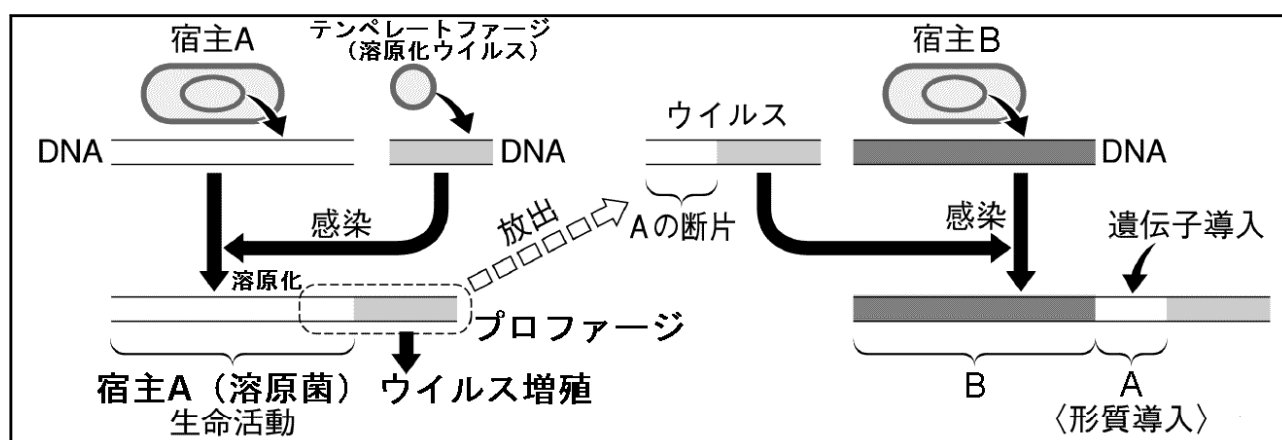 宿主A
テンペレートファージ
（溶原化ウイルス）
宿主B
ウイルス
DNA
DNA
DNA
感染
放出
Aの断片
感染
遺伝子導入
溶原化
プロファージ
宿主A（溶原菌）
ウイルス増殖
生命活動
B
A
〈形質導入〉